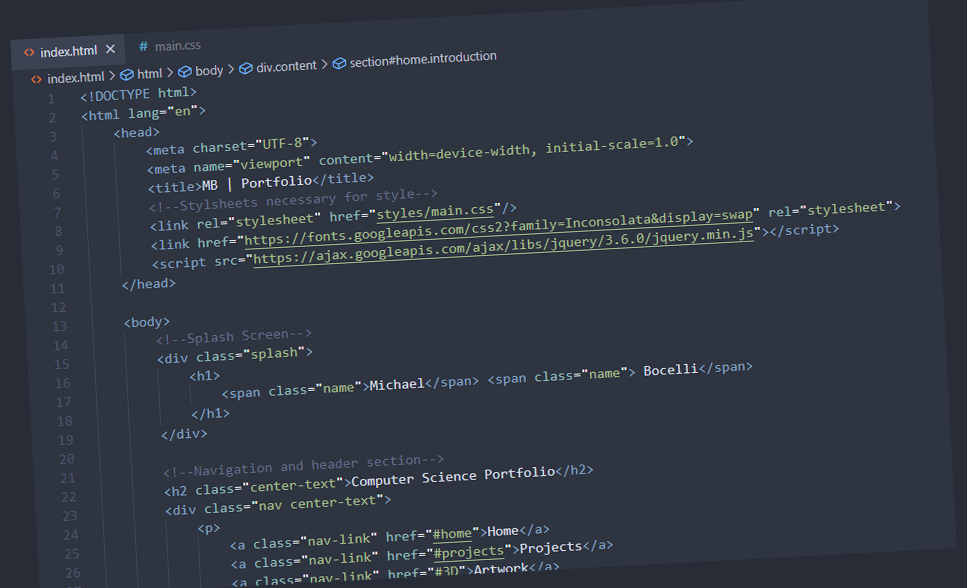 index.html × # main.css
index.html > html > body > div.content > section#home.introduction
1 <!DOCTYPE html>
2 <html lang="en">
3 <head>
4 <meta charset="UTF-8">
5 <meta name="viewport" content="width=device-width, initial-scale=1.0">
6 <title>MB | Portfolio</title>
7 <!--Stylsheets necessary for style-->
8 <link rel="stylesheet" href="styles/main.css"/>
9 <link href="https://fonts.googleapis.com/css2?family=Inconsolata&display=swap" rel="stylesheet">
10 <script src="https://ajax.googleapis.com/ajax/libs/jquery/3.6.0/jquery.min.js"></script>
11 </head>
12
13 <body>
14 <!--Splash Screen-->
15 <div class="splash">
16 <h1>
17 <span class="name">Michael</span> <span class="name"> Bocelli</span>
18 </h1>
19 </div>
20
21 <!--Navigation and header section-->
22 <h2 class="center-text">Computer Science Portfolio</h2>
23 <div class="nav center-text">
24 <p>
25 <a class="nav-link" href="#home">Home</a>
26 <a class="nav-link" href="#projects">Projects</a>
<a class="nav-link" href="#3D">Artwork</a>